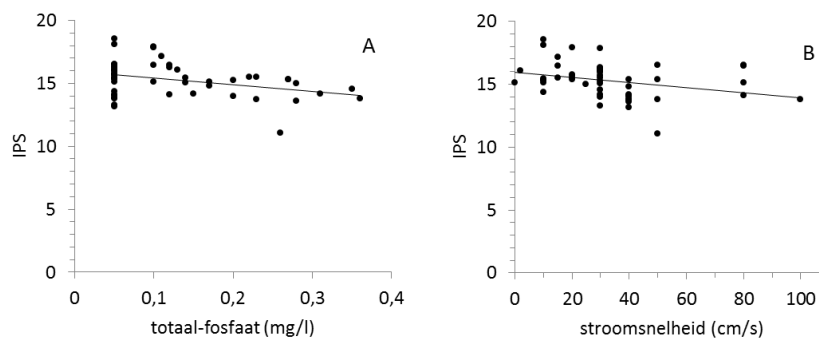 A
20
15
10
5
0
IPS
0 0,1 0,2 0,3 0,4
totaal-fosfaat (mg/l)
B
20
15
10
5
0
IPS
0 20 40 60 80 100
stroomsnelheid (cm/s)